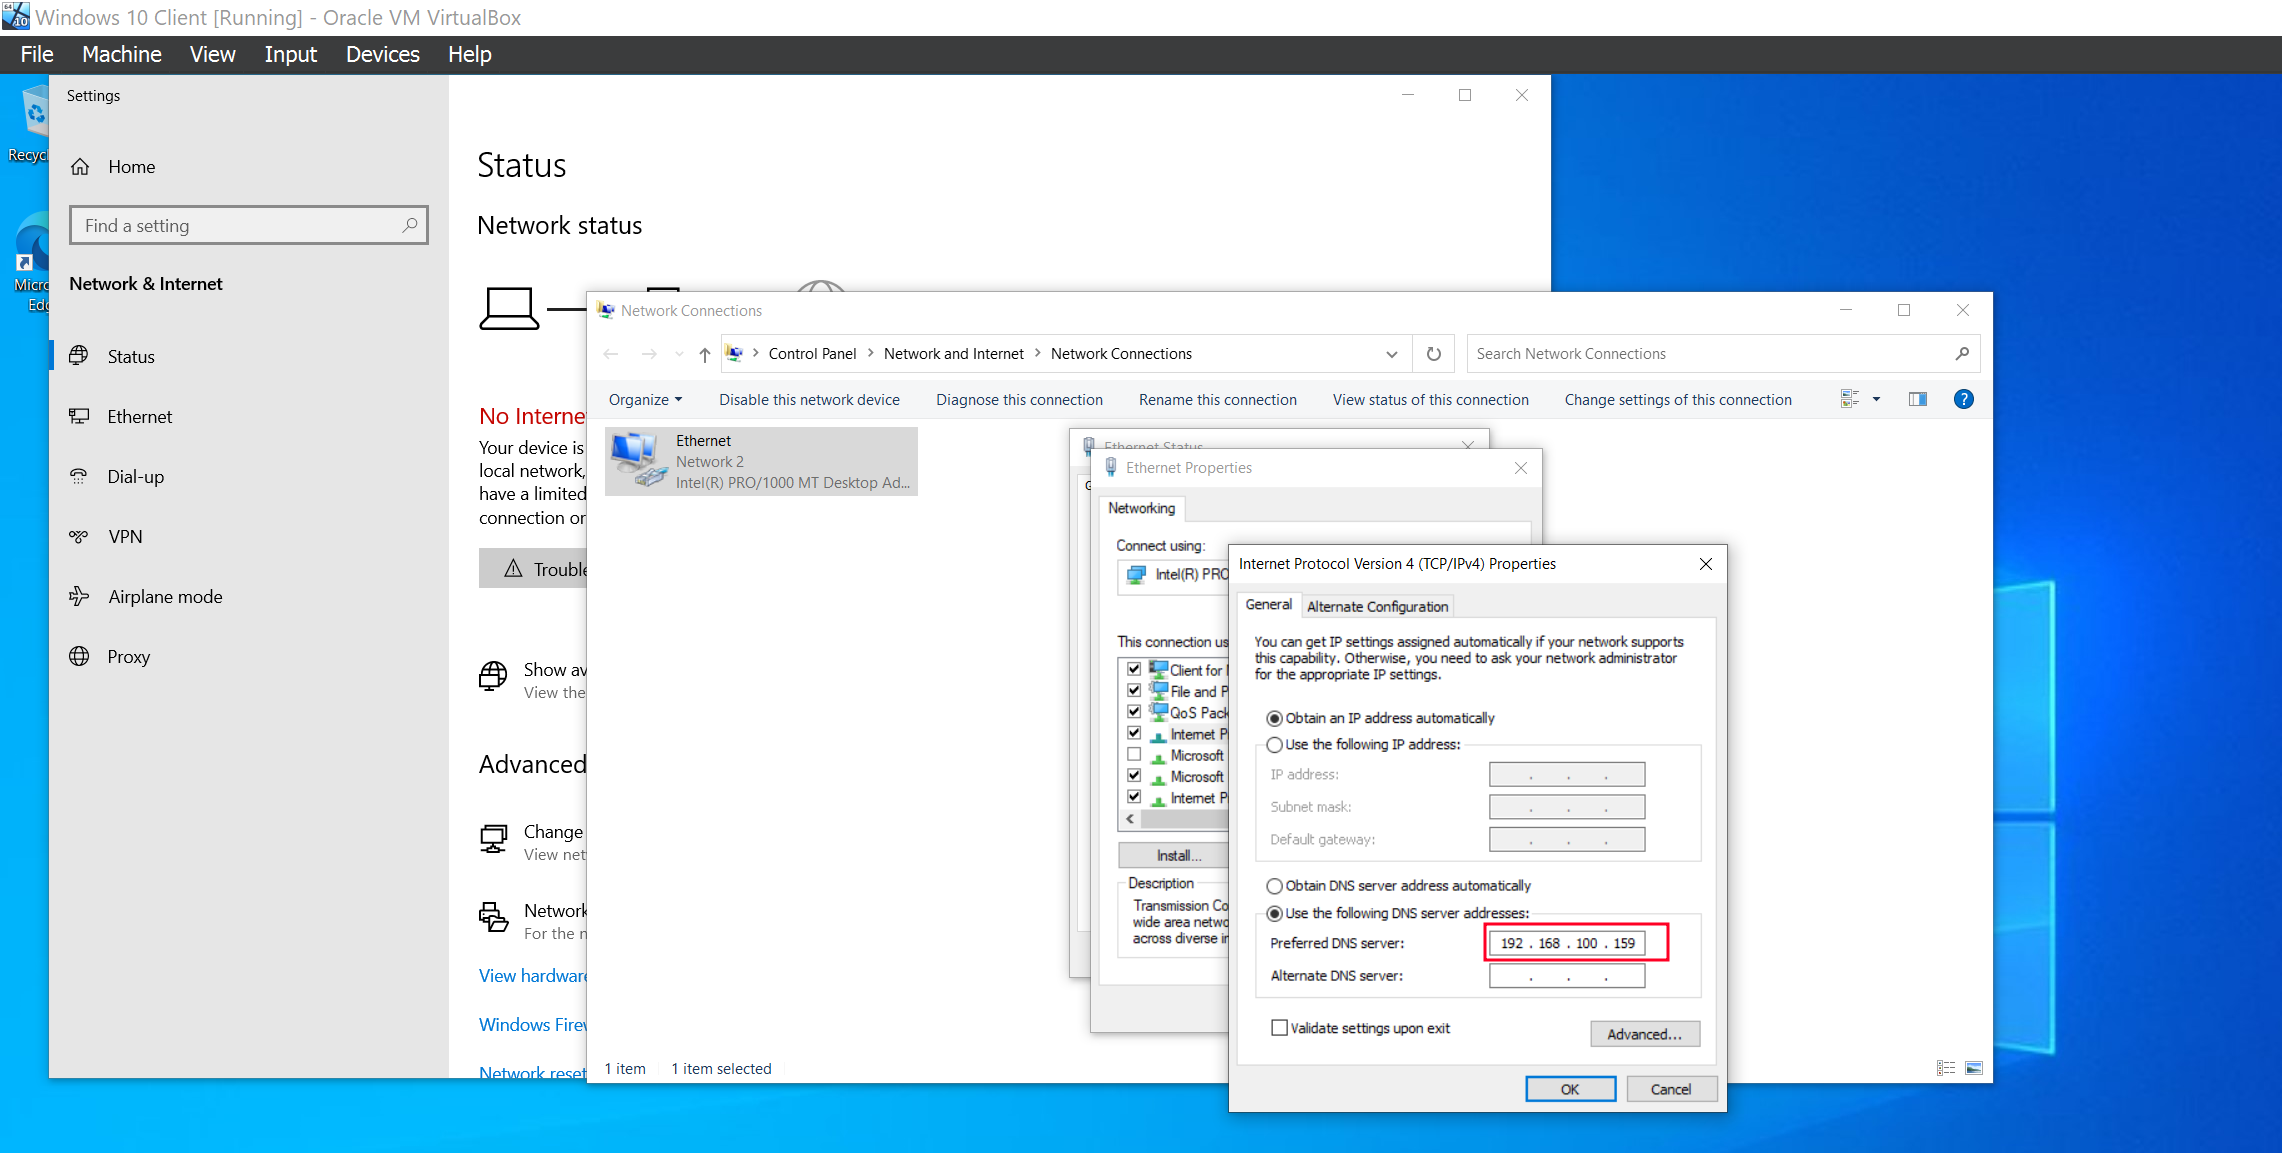 Windows 10 Client [Running] - Oracle VM VirtualBox
File Machine View Input Devices Help
Settings
Home
Find a setting
Network & Internet
Status
Ethernet
Dial-up
VPN
Airplane mode
Proxy
Status
Network status
No Interne
Your device is
local network,
have a limited
connection or
Trouble
Show av
View the
Advanced
Change
View net
Network
For the n
View hardware
Windows Firew
Network reset
Network Connections
Control Panel > Network and Internet > Network Connections
Search Network Connections
Organize Disable this network device Diagnose this connection Rename this connection View status of this connection Change settings of this connection
Ethernet
Network 2
Intel(R) PRO/1000 MT Desktop Ad...
1 item 1 item selected
Ethernet Status
Ethernet Properties
Networking
Connect using:
Intel(R) PRO
This connection us
Client for
File and P
QoS Pack
Internet P
Microsoft
Microsoft
Internet P
Install...
Description
Transmission Co
wide area netwo
across diverse in
Internet Protocol Version 4 (TCP/IPv4) Properties
General Alternate Configuration
You can get IP settings assigned automatically if your network supports
this capability. Otherwise, you need to ask your network administrator
for the appropriate IP settings.
Obtain an IP address automatically
Use the following IP address:
IP address:
Subnet mask:
Default gateway:
Obtain DNS server address automatically
Use the following DNS server addresses:
Preferred DNS server: 192 . 168 . 100 . 159
Alternate DNS server: . . .
Validate settings upon exit
Advanced...
OK Cancel
Recycl
Micro
Edg